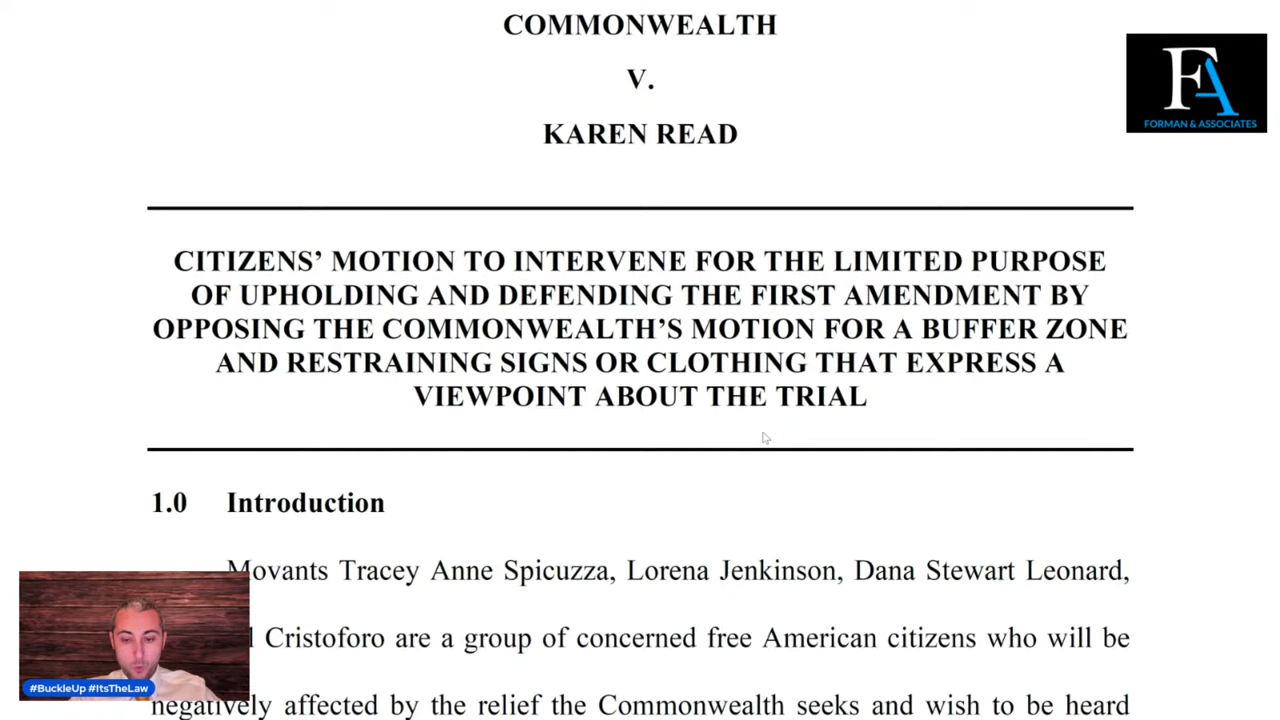 COMMONWEALTH
V.
KAREN READ
FA
FORMAN & ASSOCIATES
CITIZENS’ MOTION TO INTERVENE FOR THE LIMITED PURPOSE
OF UPHOLDING AND DEFENDING THE FIRST AMENDMENT BY
OPPOSING THE COMMONWEALTH’S MOTION FOR A BUFFER ZONE
AND RESTRAINING SIGNS OR CLOTHING THAT EXPRESS A
VIEWPOINT ABOUT THE TRIAL
1.0 Introduction
Movants Tracey Anne Spicuzza, Lorena Jenkinson, Dana Stewart Leonard,
Cristoforo are a group of concerned free American citizens who will be
negatively affected by the relief the Commonwealth seeks and wish to be heard
#BuckleUp #ItsTheLaw